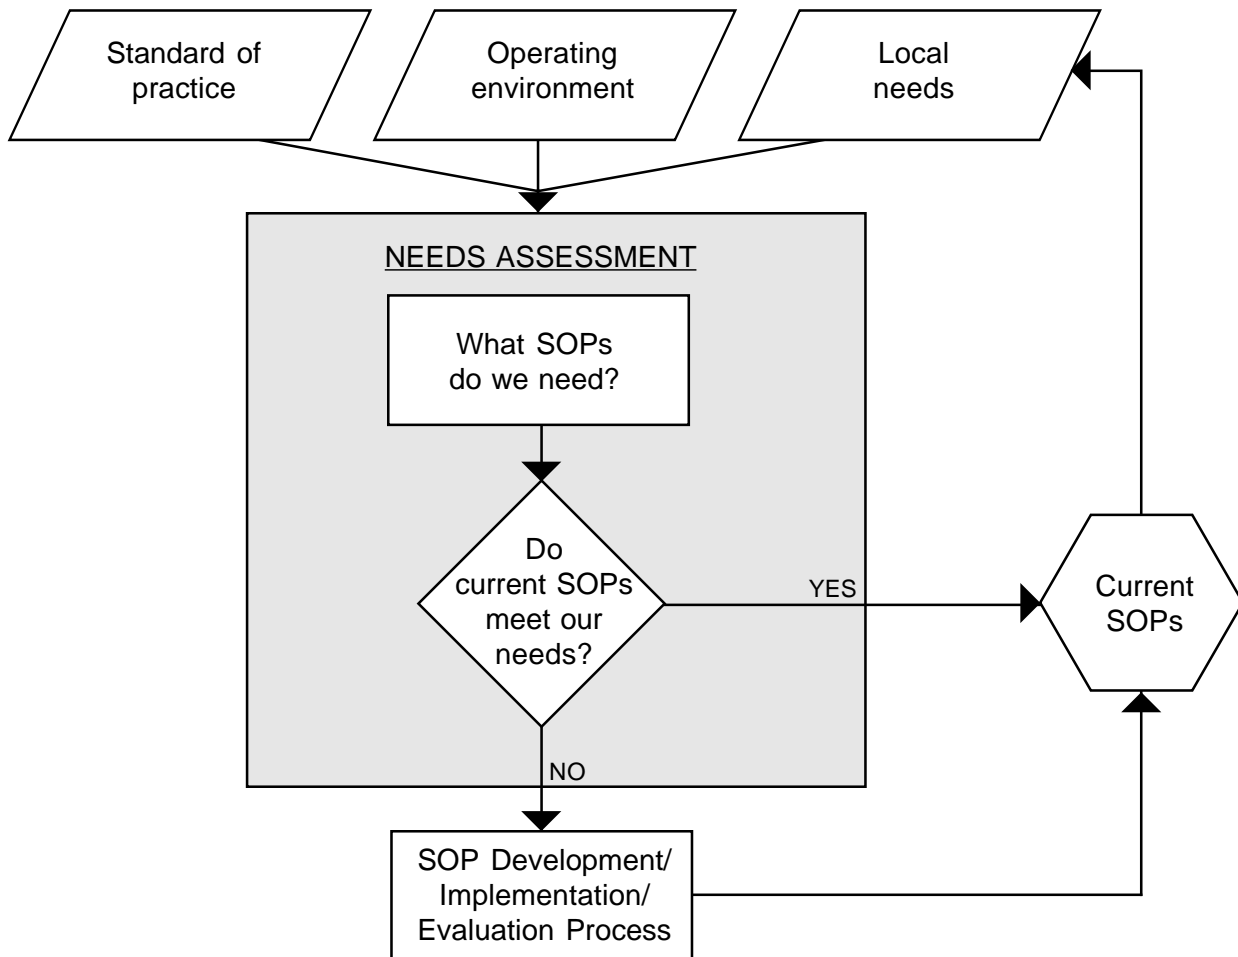 Standard of
practice
Operating
environment
Local
needs
NEEDS ASSESSMENT
What SOPs
do we need?
Do
current SOPs
meet our
needs?
YES
Current
SOPs
NO
SOP Development/
Implementation/
Evaluation Process